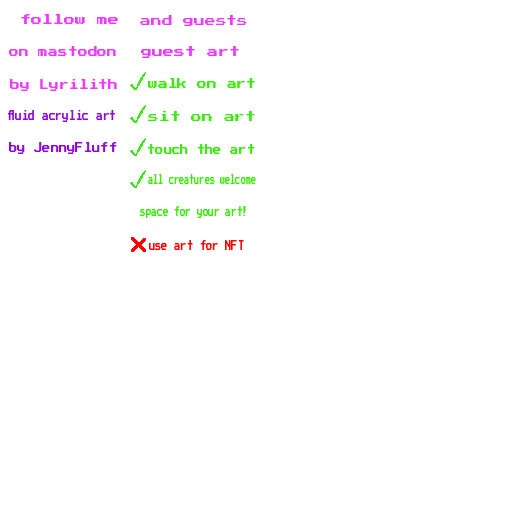 follow me
on mastodon
by Lyrilith
fluid acrylic art
by JennyFluff
and guests
guest art
✓walk on art
✓sit on art
✓touch the art
✓all creatures welcome
space for your art!
❌use art for NFT